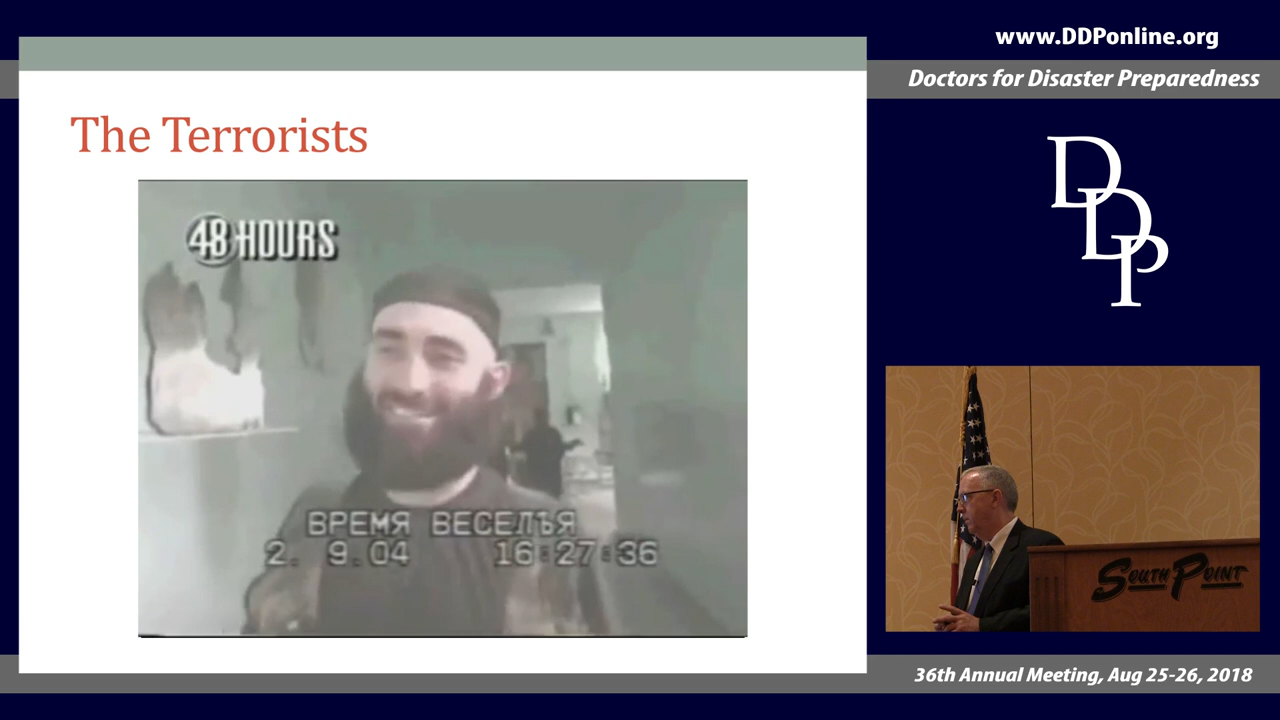 www.DDPonline.org
Doctors for Disaster Preparedness
The Terrorists
48 HOURS
ВРЕМЯ ВЕСЕЛЪЯ
2. 9.04 16:27:36
DDP
SOUTH POINT
36th Annual Meeting, Aug 25-26, 2018